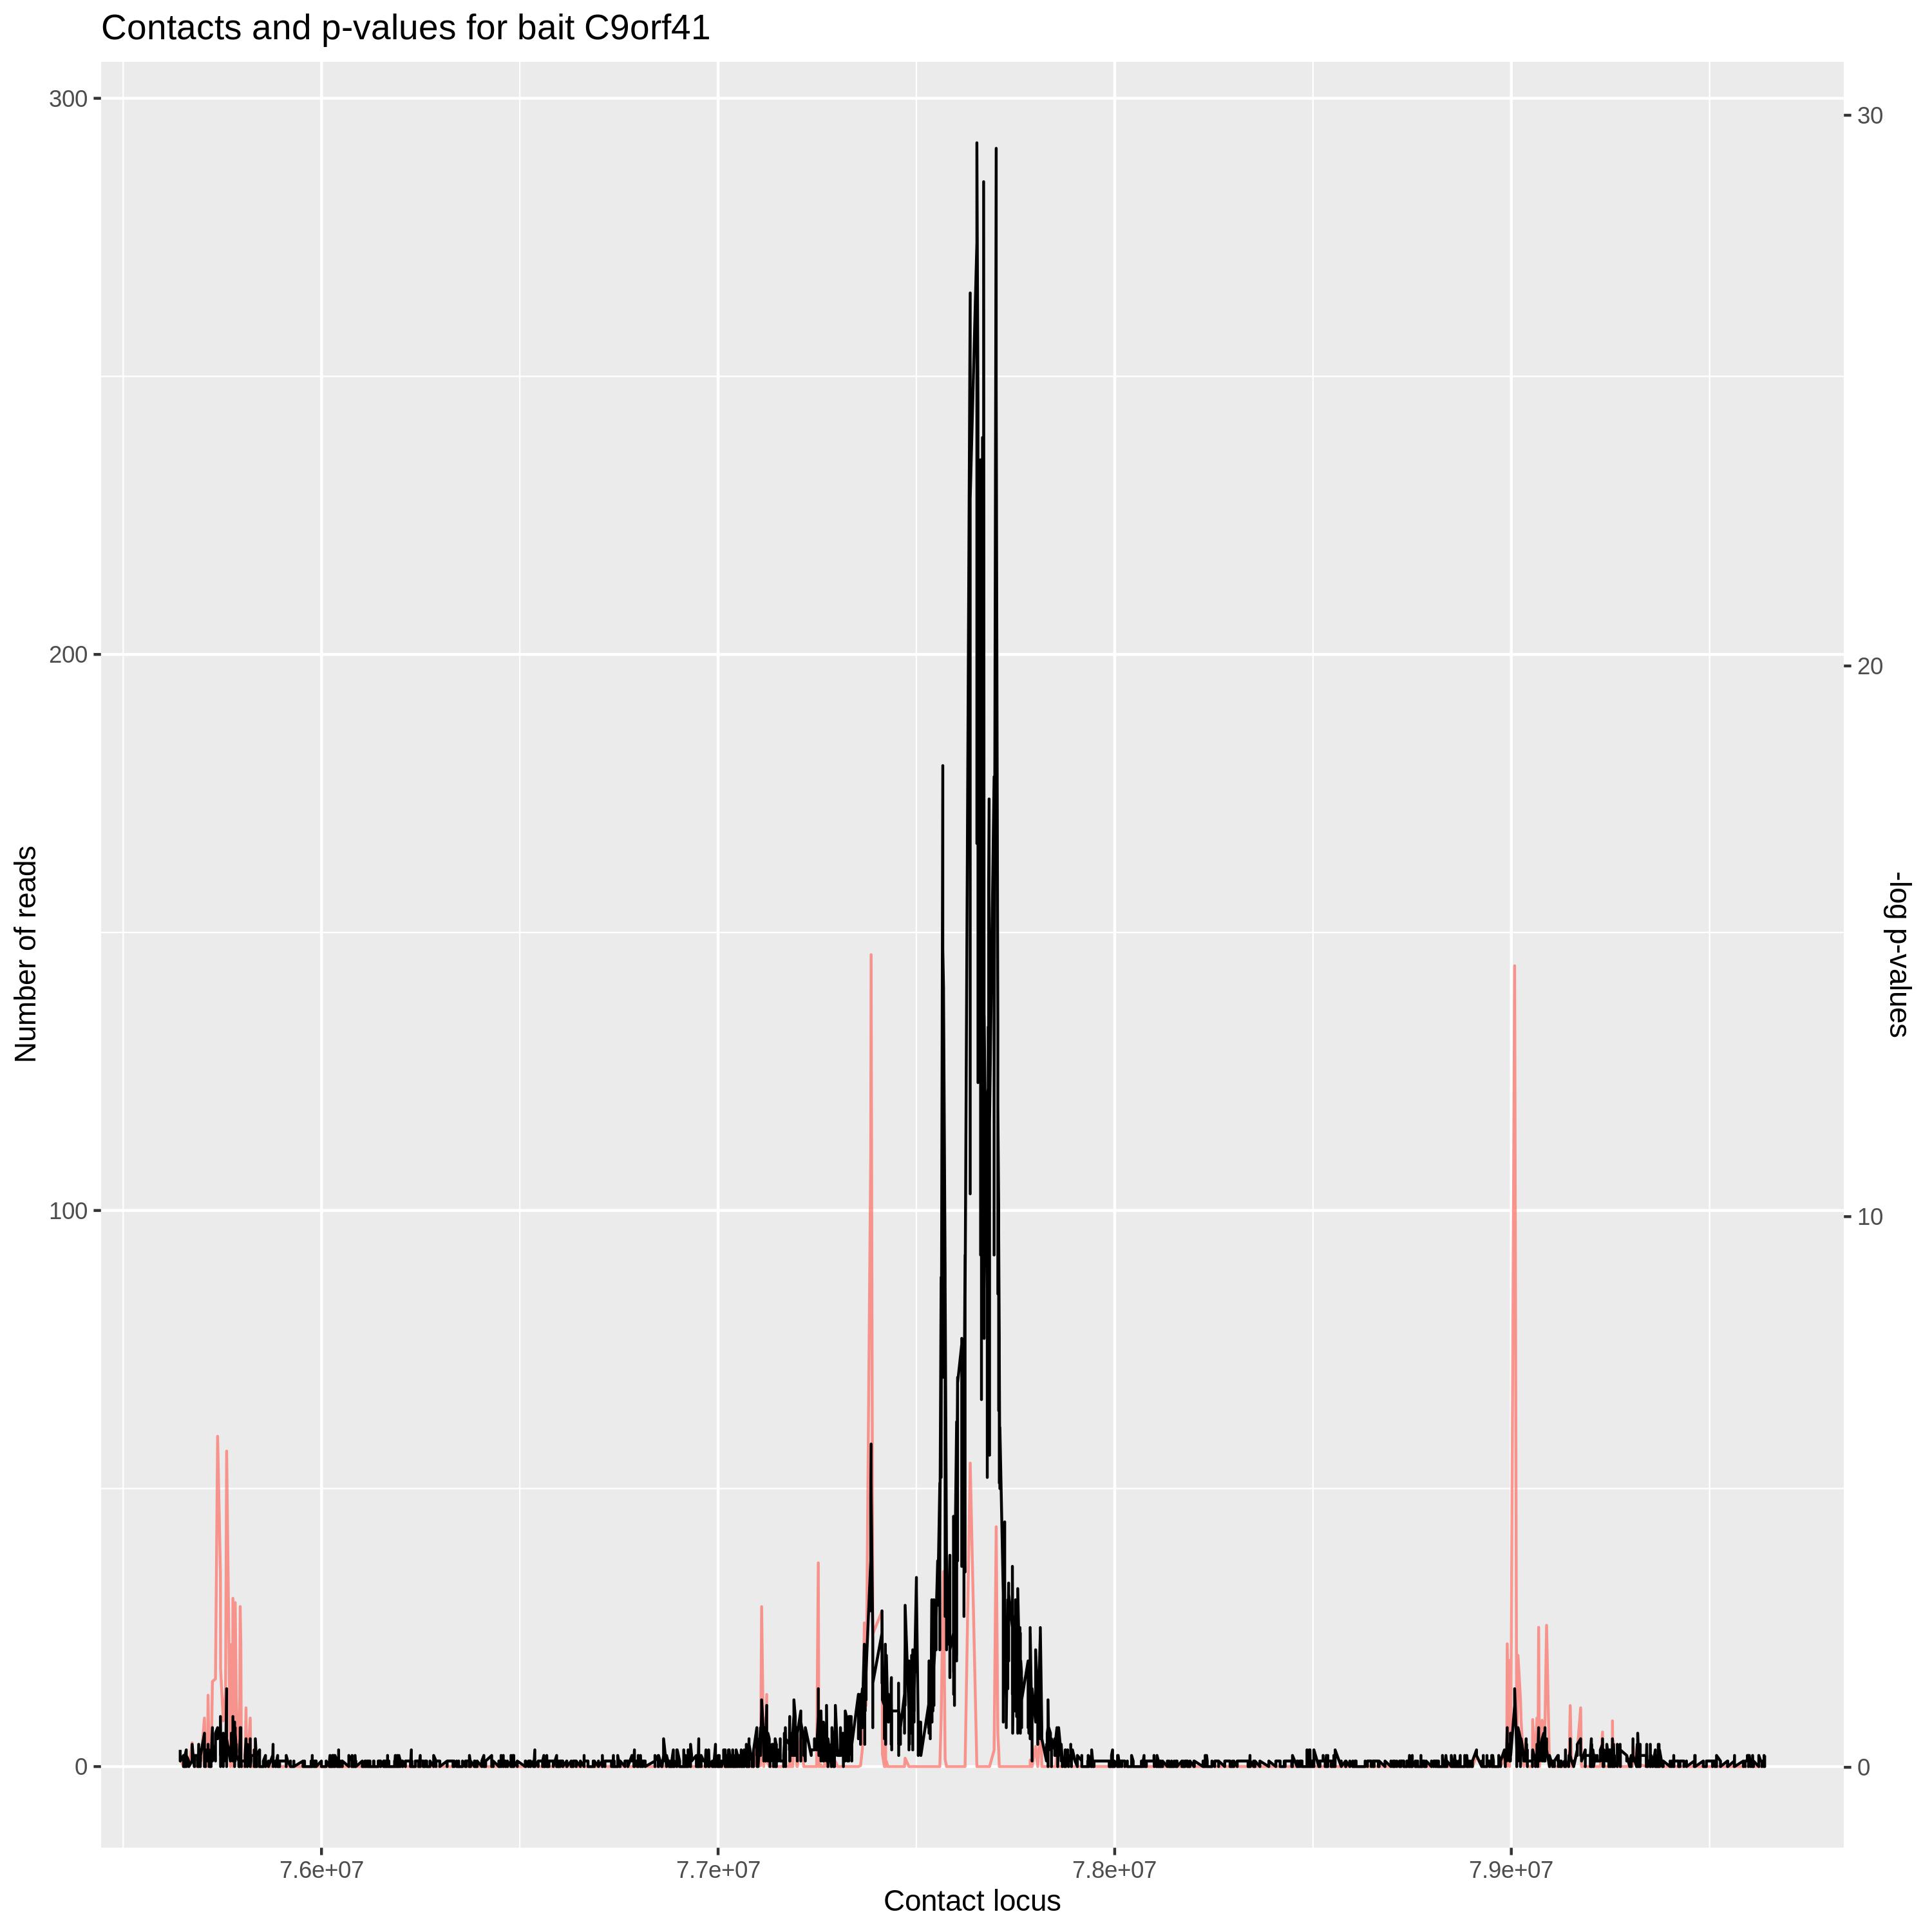 Contacts and p-values for bait C9orf41
300
200
100
0
30
20
10
0
Number of reads
-log p-values
7.6e+07 7.7e+07 7.8e+07 7.9e+07
Contact locus